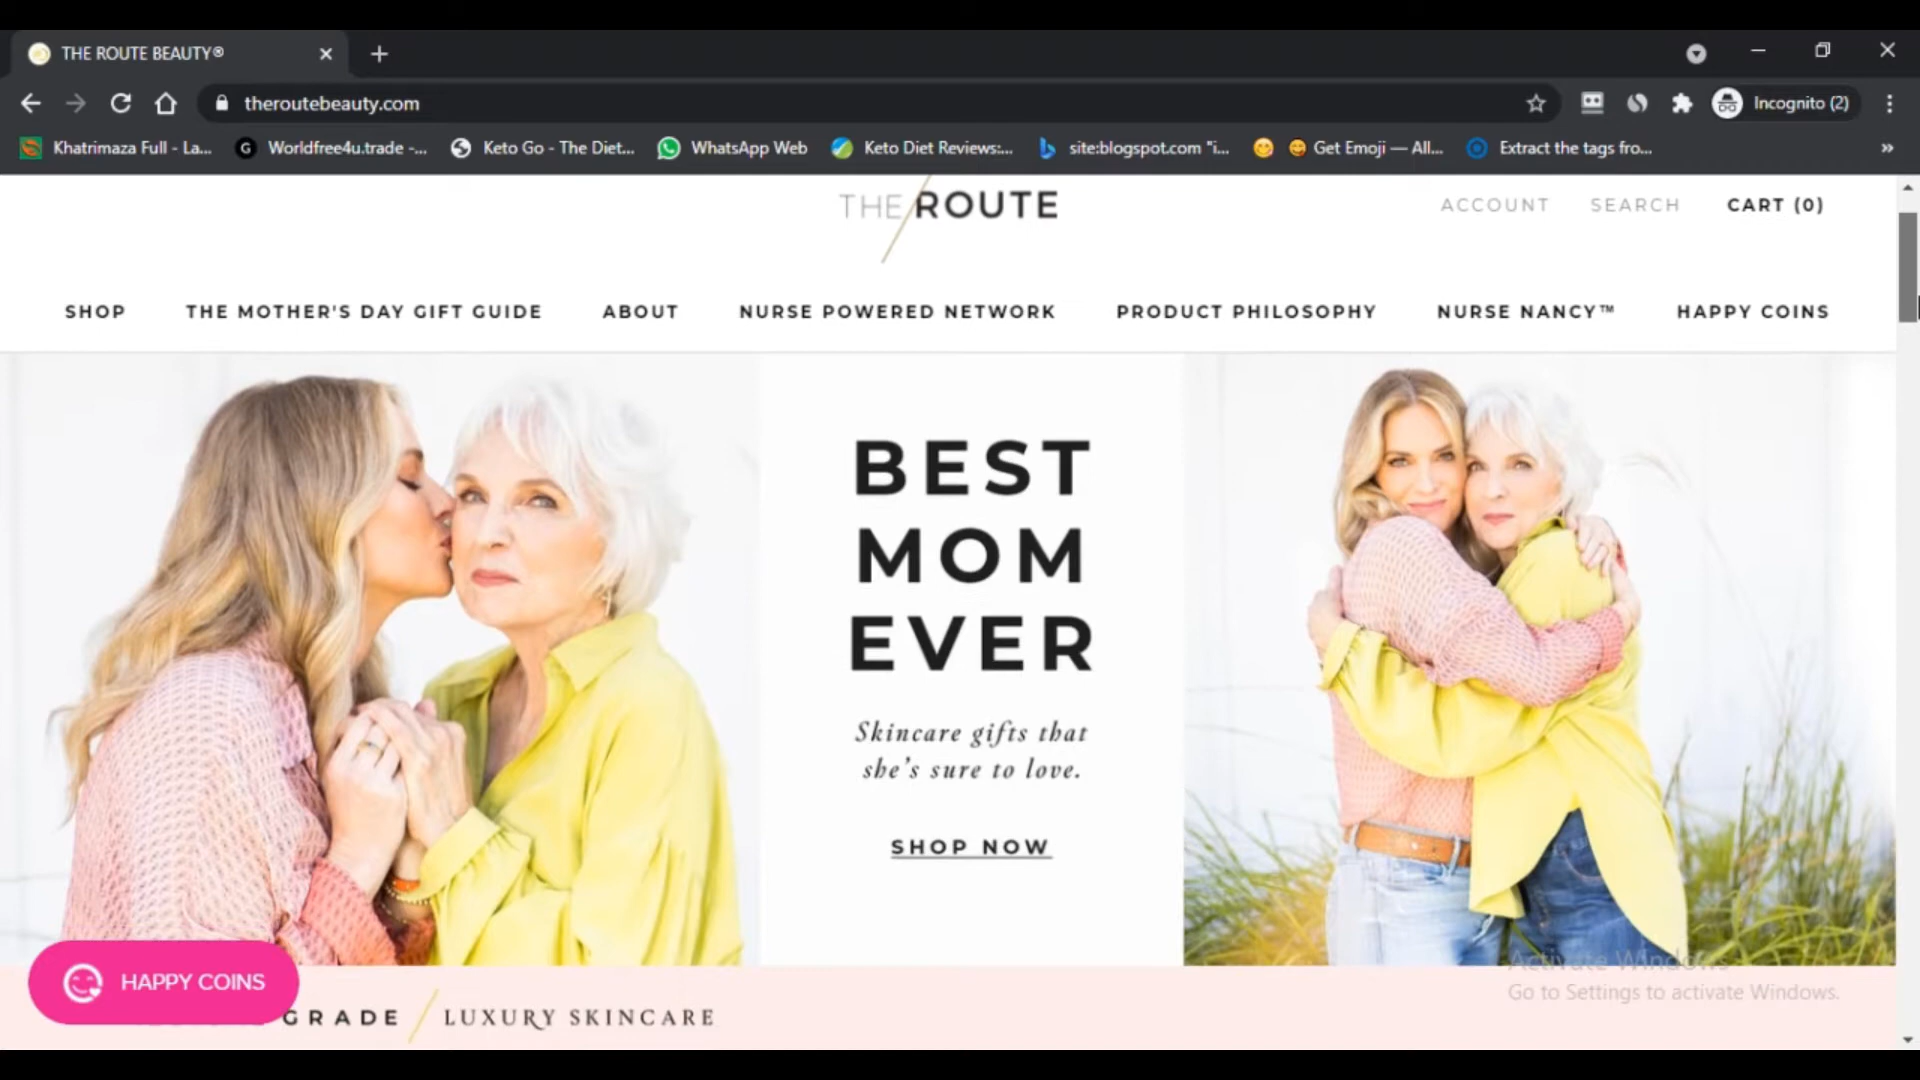 THE ROUTE BEAUTY®
theroutebeauty.com
Incognito (2)
Khatrimaza Full - La...
Worldfree4u.trade -...
Keto Go - The Diet...
WhatsApp Web
Keto Diet Reviews:...
site:blogspot.com "i...
Get Emoji — All...
Extract the tags fro...
»
THE ROUTE
ACCOUNT
SEARCH
CART (0)
SHOP
THE MOTHER'S DAY GIFT GUIDE
ABOUT
NURSE POWERED NETWORK
PRODUCT PHILOSOPHY
NURSE NANCY™
HAPPY COINS
BEST
MOM
EVER
Skincare gifts that
she's sure to love.
SHOP NOW
HAPPY COINS
GRADE / LUXURY SKINCARE
Activate Windows
Go to Settings to activate Windows.